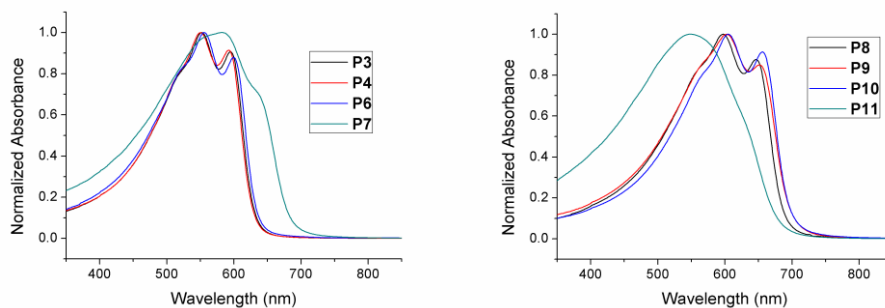 Normalized Absorbance
1.0
0.8
0.6
0.4
0.2
0.0
400
500
600
700
800
Wavelength (nm)
P3
P4
P6
P7
Normalized Absorbance
1.0
0.8
0.6
0.4
0.2
0.0
400
500
600
700
800
Wavelength (nm)
P8
P9
P10
P11